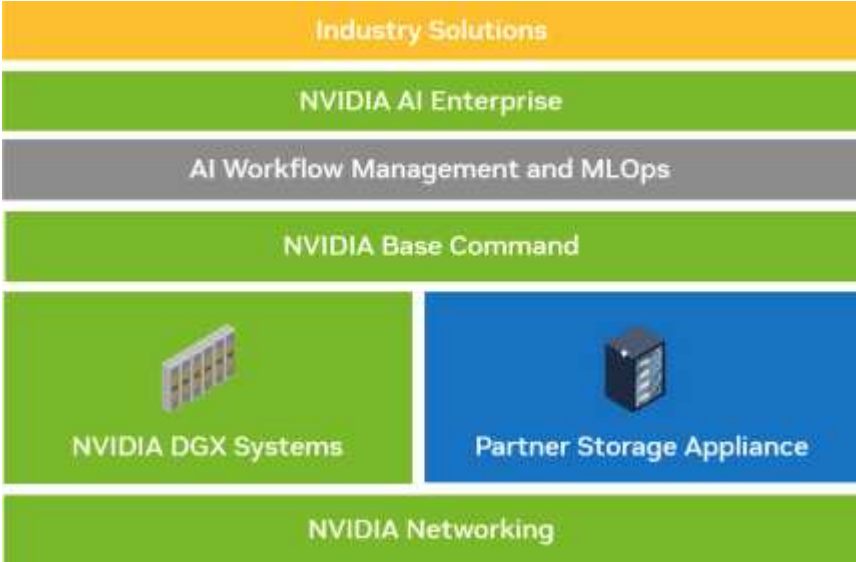 Industry Solutions
NVIDIA AI Enterprise
AI Workflow Management and MLOps
NVIDIA Base Command
NVIDIA DGX Systems
Partner Storage Appliance
NVIDIA Networking